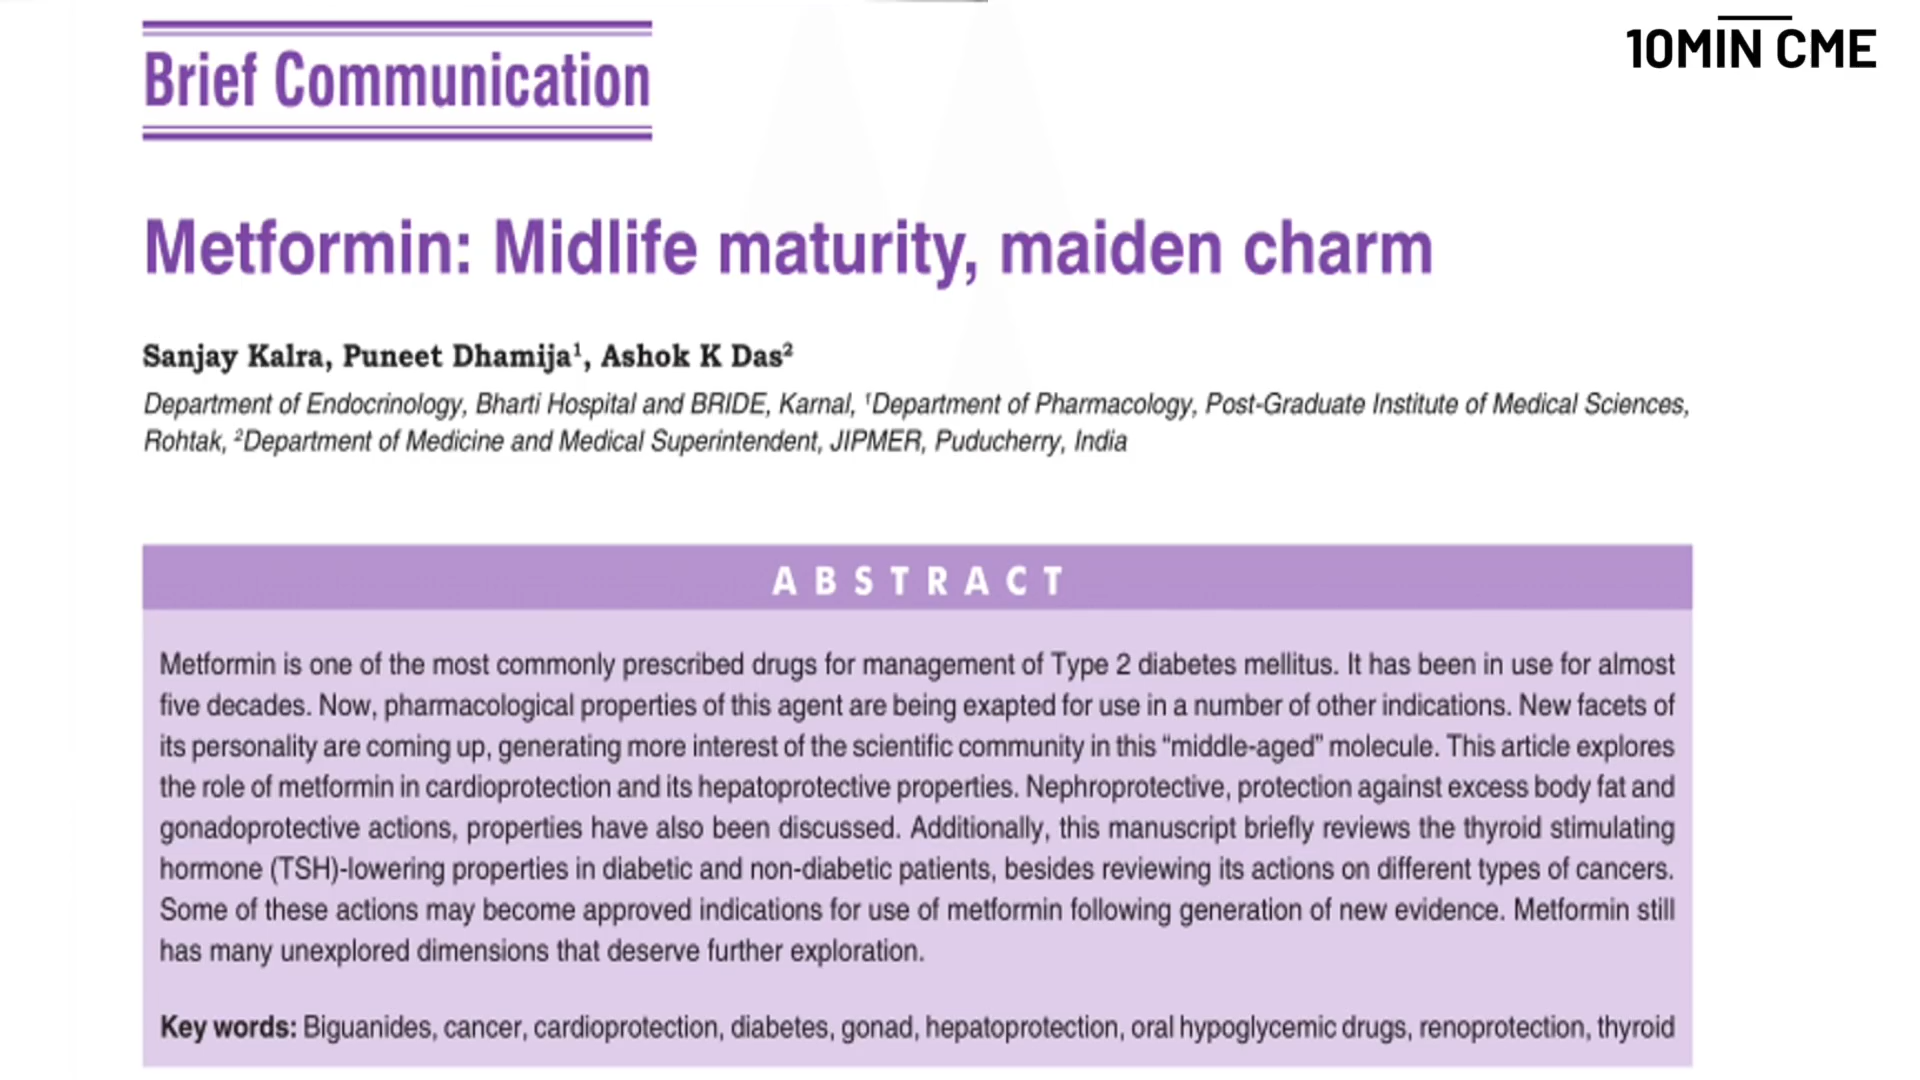 10MIN CME
Brief Communication
Metformin: Midlife maturity, maiden charm
Sanjay Kalra, Puneet Dhamija¹, Ashok K Das²
Department of Endocrinology, Bharti Hospital and BRIDE, Karnal, ¹Department of Pharmacology, Post-Graduate Institute of Medical Sciences,
Rohtak, ²Department of Medicine and Medical Superintendent, JIPMER, Puducherry, India
ABSTRACT
Metformin is one of the most commonly prescribed drugs for management of Type 2 diabetes mellitus. It has been in use for almost
five decades. Now, pharmacological properties of this agent are being exapted for use in a number of other indications. New facets of
its personality are coming up, generating more interest of the scientific community in this “middle-aged” molecule. This article explores
the role of metformin in cardioprotection and its hepatoprotective properties. Nephroprotective, protection against excess body fat and
gonadoprotective actions, properties have also been discussed. Additionally, this manuscript briefly reviews the thyroid stimulating
hormone (TSH)-lowering properties in diabetic and non-diabetic patients, besides reviewing its actions on different types of cancers.
Some of these actions may become approved indications for use of metformin following generation of new evidence. Metformin still
has many unexplored dimensions that deserve further exploration.
Key words: Biguanides, cancer, cardioprotection, diabetes, gonad, hepatoprotection, oral hypoglycemic drugs, renoprotection, thyroid